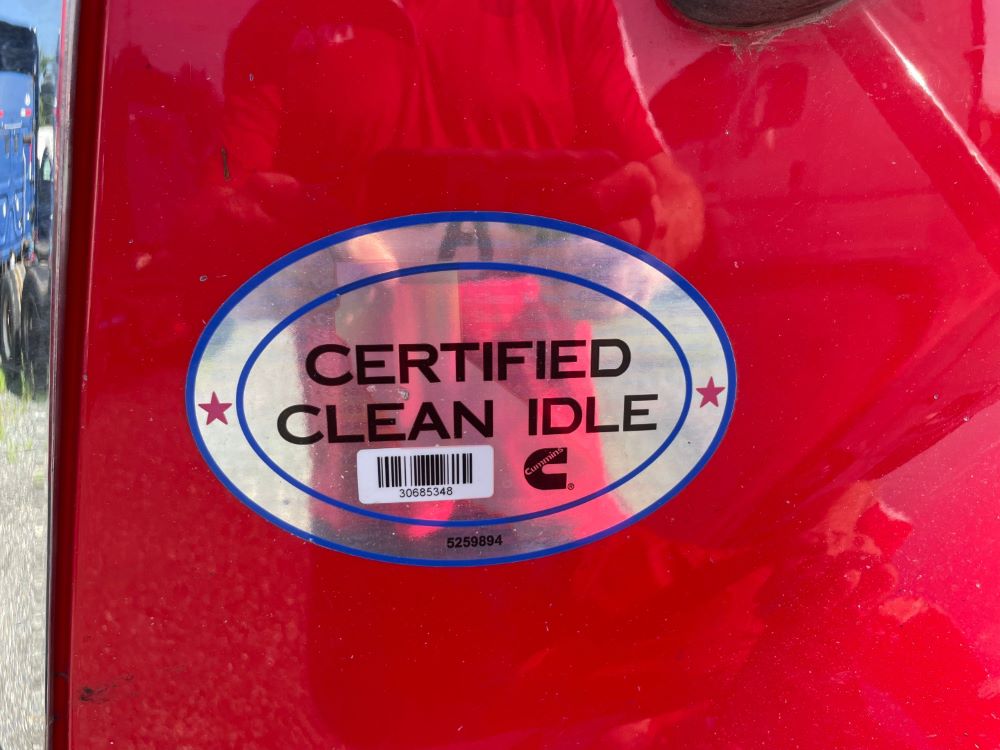 CERTIFIED
CLEAN IDLE
30685348
Cummins
®
5259894